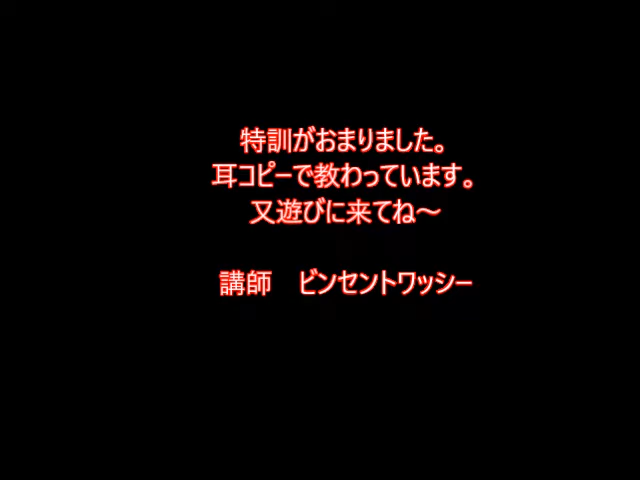 特訓がおまりました。
耳コピーで教わっています。
又遊びに来てね～
講師　ビンセントワッシー